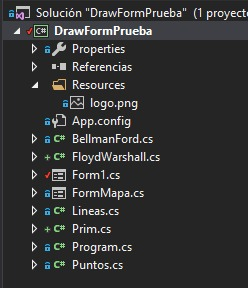 Solución "DrawFormPrueba" (1 proyecto
C# DrawFormPrueba
Properties
Referencias
Resources
logo.png
App.config
C# BellmanFord.cs
C# FloydWarshall.cs
Form1.cs
FormMapa.cs
C# Lineas.cs
C# Prim.cs
C# Program.cs
C# Puntos.cs